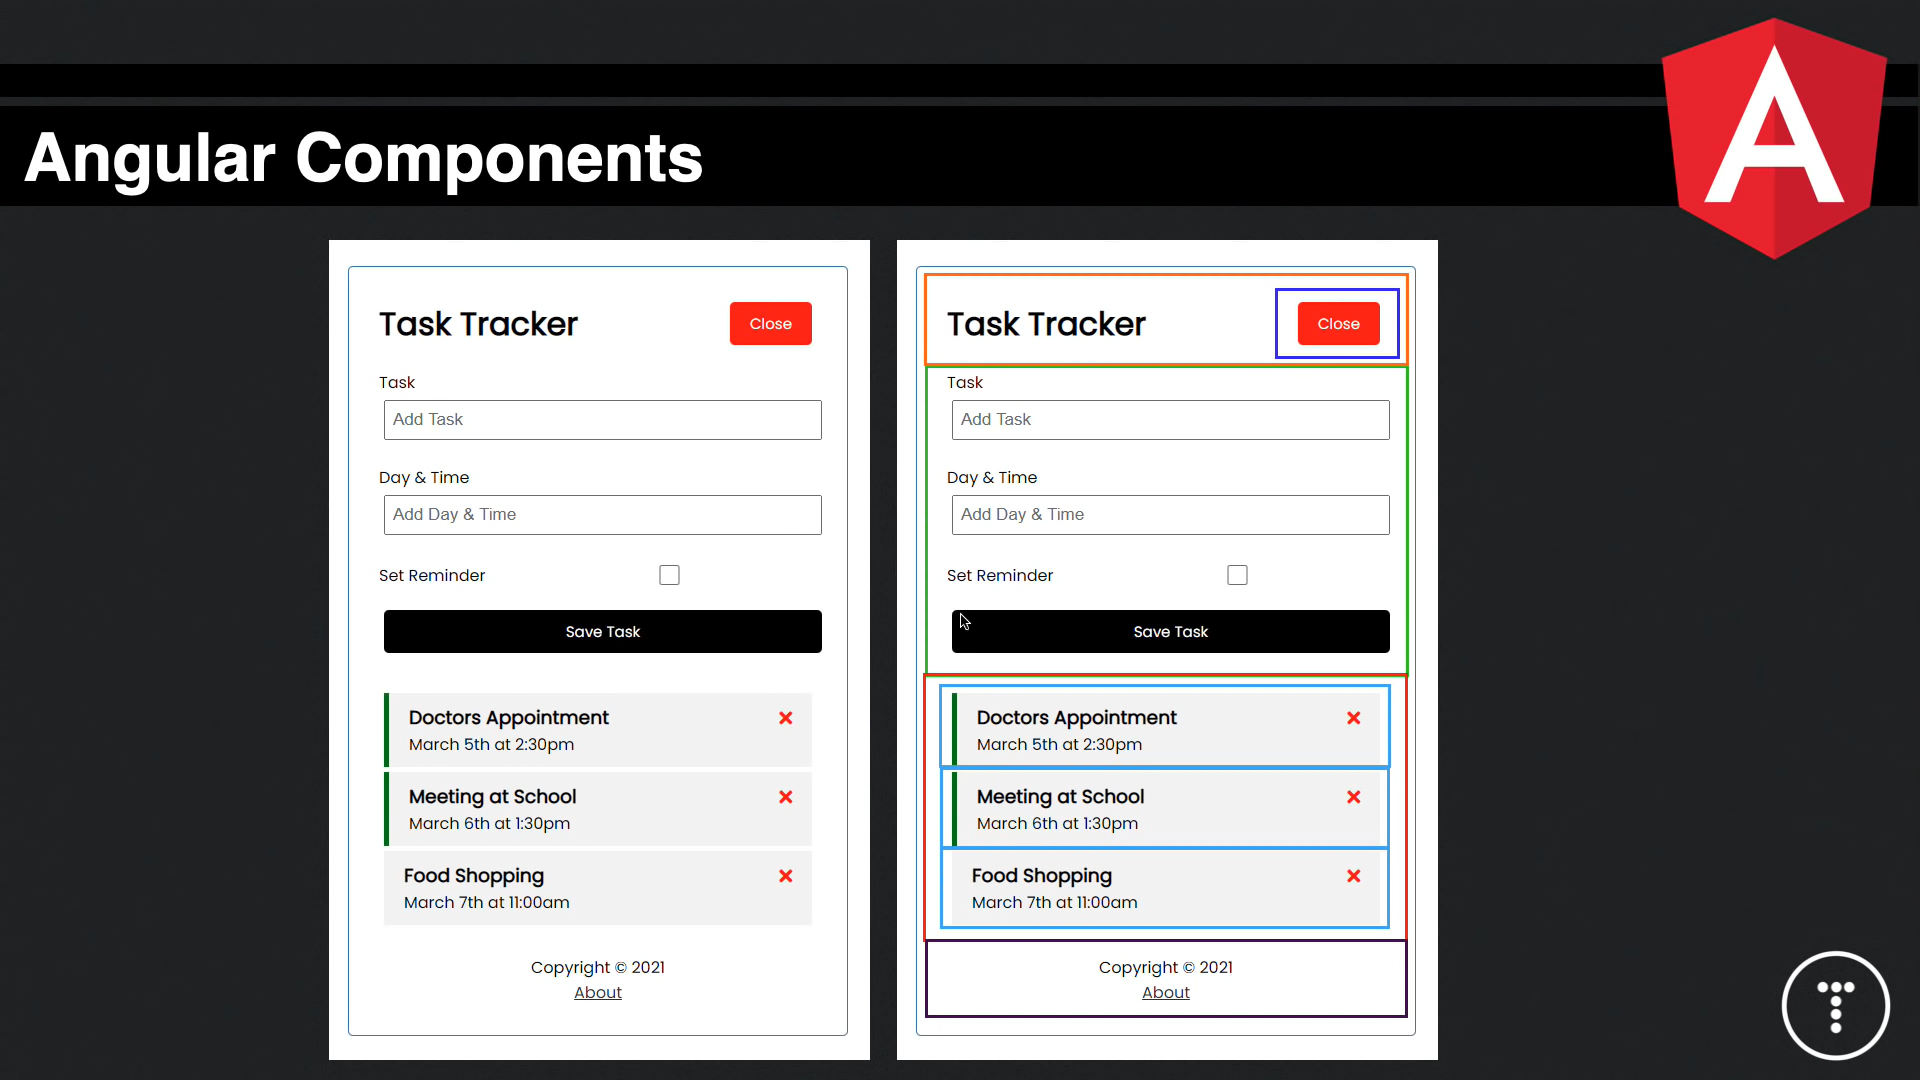 Angular Components
Task Tracker
Close
Task
Add Task
Day & Time
Add Day & Time
Set Reminder
Save Task
Doctors Appointment
March 5th at 2:30pm
Meeting at School
March 6th at 1:30pm
Food Shopping
March 7th at 11:00am
Copyright © 2021
About
Task Tracker
Close
Task
Add Task
Day & Time
Add Day & Time
Set Reminder
Save Task
Doctors Appointment
March 5th at 2:30pm
Meeting at School
March 6th at 1:30pm
Food Shopping
March 7th at 11:00am
Copyright © 2021
About